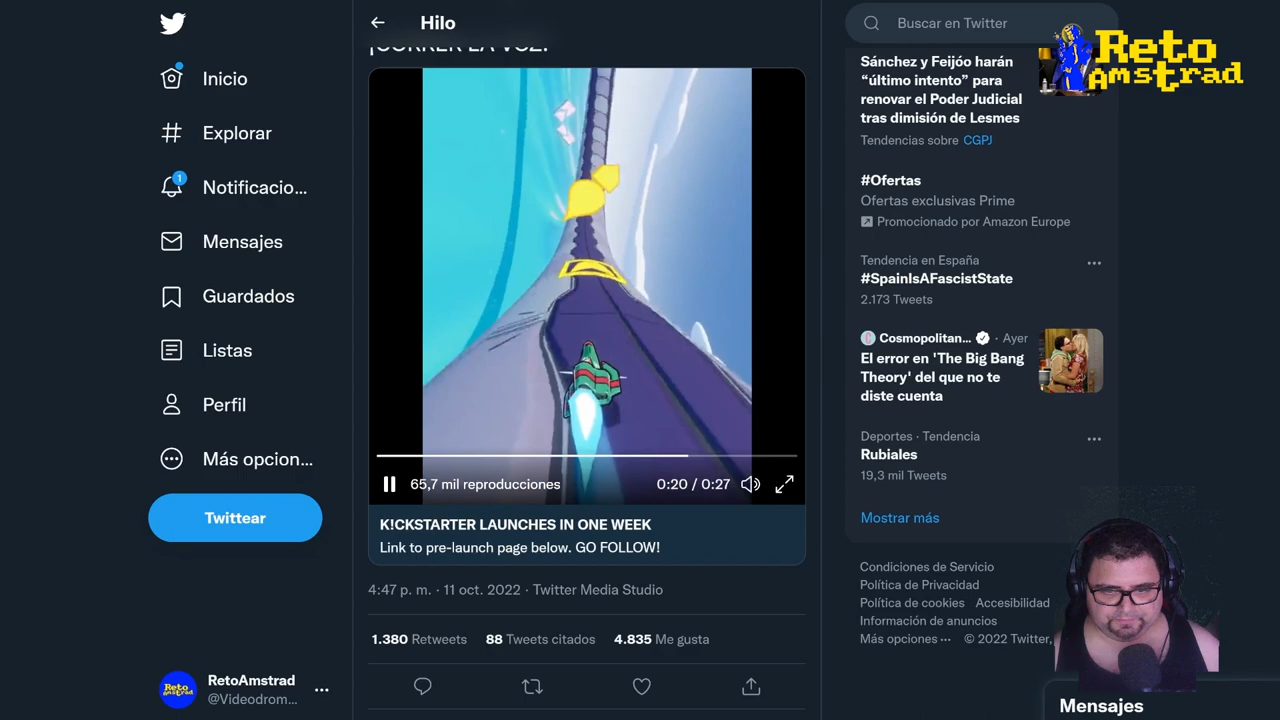 Hilo
¡CORRER LA VOZ!
Inicio
Explorar
1
Notificacio...
Mensajes
Guardados
Listas
Perfil
Más opcion...
Twittear
RetoAmstrad
@Videodrom...
Reto
Amstrad
65,7 mil reproducciones
0:20 / 0:27
K!CKSTARTER LAUNCHES IN ONE WEEK
Link to pre-launch page below. GO FOLLOW!
4:47 p. m. · 11 oct. 2022 · Twitter Media Studio
1.380 Retweets 88 Tweets citados 4.835 Me gusta
Buscar en Twitter
Reto
Amstrad
Sánchez y Feijóo harán
“último intento” para
renovar el Poder Judicial
tras dimisión de Lesmes
Tendencias sobre CGPJ
#Ofertas
Ofertas exclusivas Prime
Promocionado por Amazon Europe
Tendencia en España
#SpainIsAFascistState
2.173 Tweets
Cosmopolitan... · Ayer
El error en 'The Big Bang
Theory' del que no te
diste cuenta
Deportes · Tendencia
Rubiales
19,3 mil Tweets
Mostrar más
Condiciones de Servicio
Política de Privacidad
Política de cookies Accesibilidad
Información de anuncios
Más opciones ··· © 2022 Twitter,
Mensajes